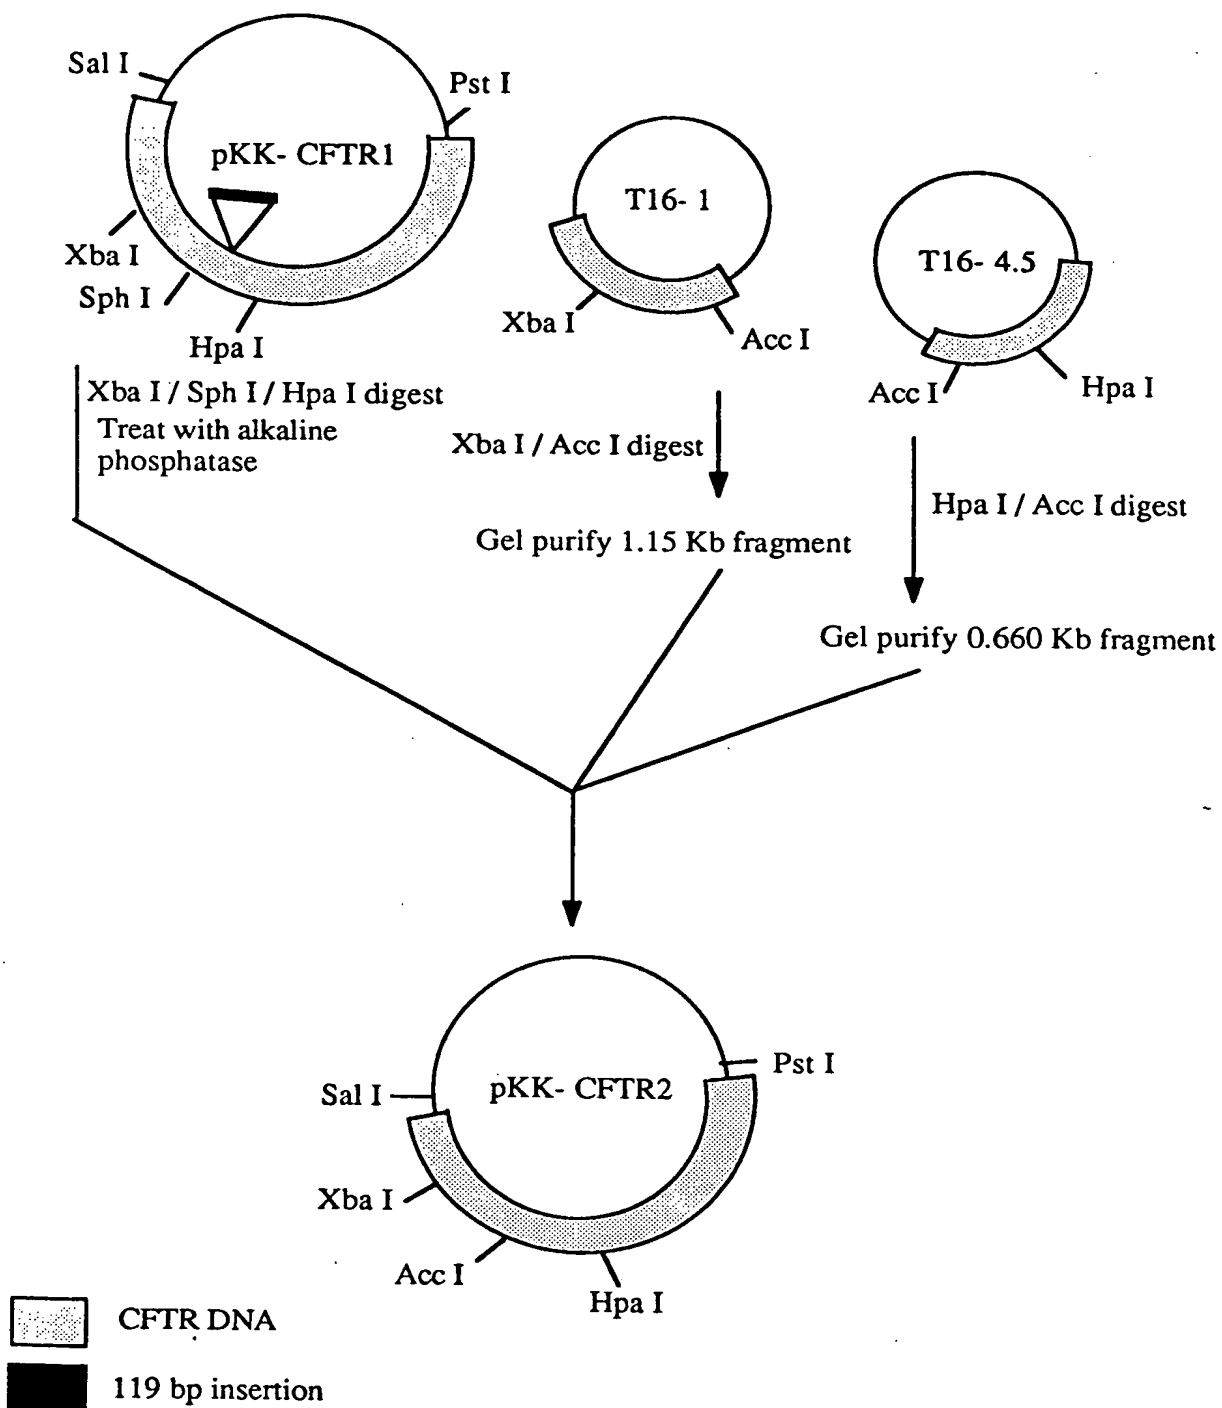 Sal I
Pst I
pKK- CFTR1
Xba I
Sph I
Hpa I
T16- 1
Xba I
Acc I
T16- 4.5
Acc I
Hpa I
Xba I / Sph I / Hpa I digest
Treat with alkaline
phosphatase
Xba I / Acc I digest
Hpa I / Acc I digest
Gel purify 1.15 Kb fragment
Gel purify 0.660 Kb fragment
Pst I
Sal I
pKK- CFTR2
Xba I
Acc I
Hpa I
CFTR DNA
119 bp insertion